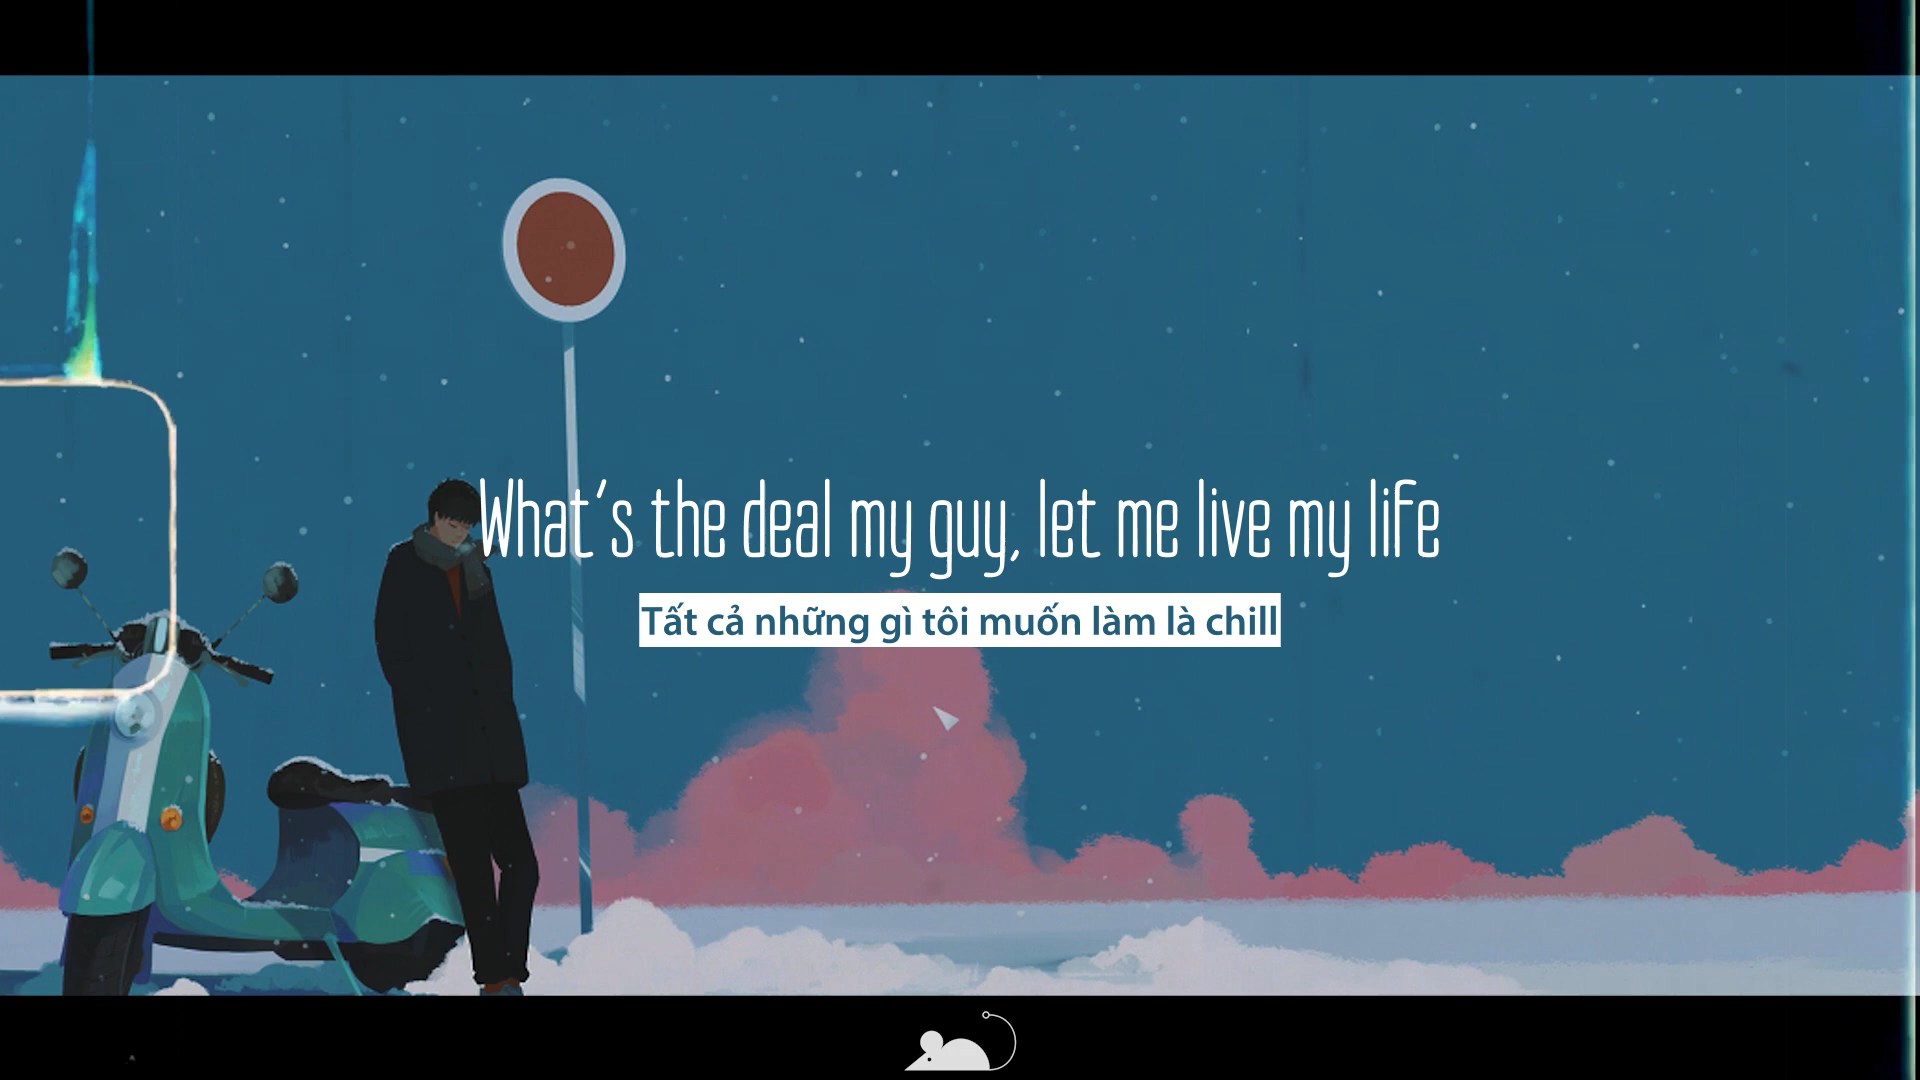 What's the deal my guy, let me live my life
Tất cả những gì tôi muốn làm là chill